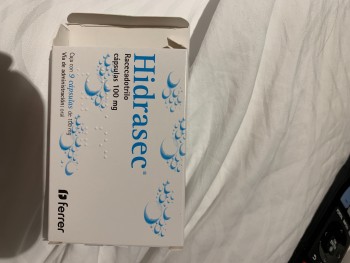 Hidrasec®
Racecadotrilo
cápsulas 100 mg
Caja con 9 cápsulas de 100 mg
Vía de administración: oral
ferrer